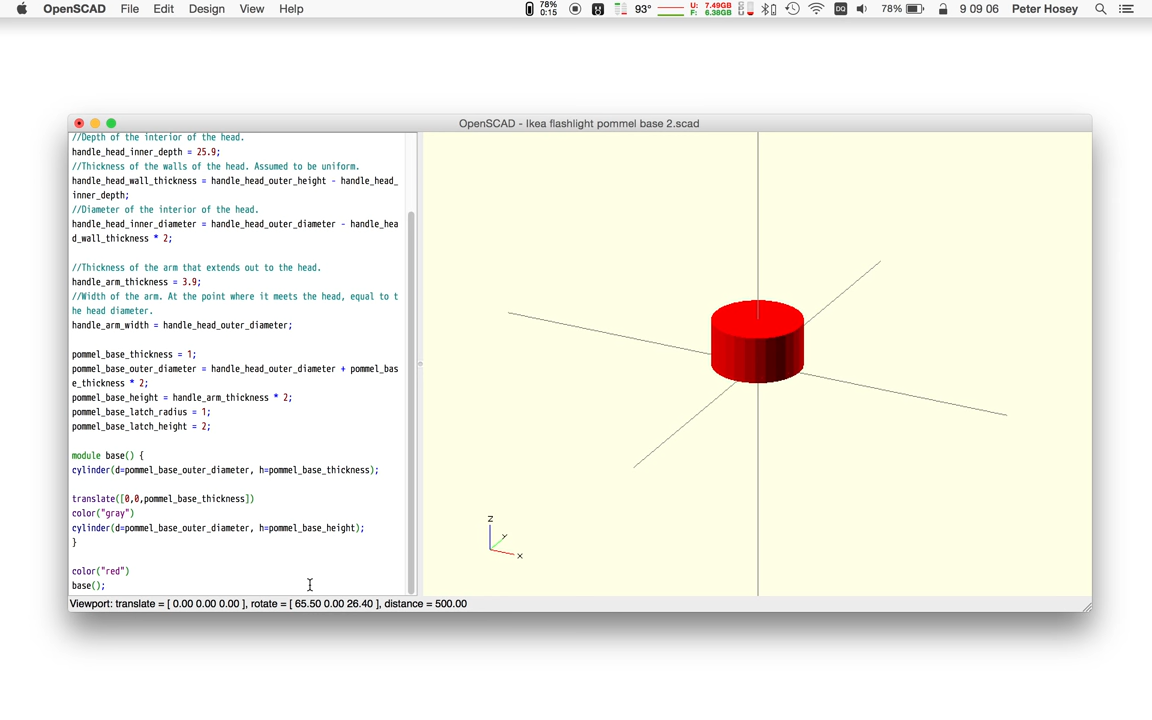 OpenSCAD File Edit Design View Help 78% 0:15 93° U: 7.49GB F: 6.38GB DQ 78% 9 09 06 Peter Hosey
OpenSCAD - Ikea flashlight pommel base 2.scad
//Depth of the interior of the head.
handle_head_inner_depth = 25.9;
//Thickness of the walls of the head. Assumed to be uniform.
handle_head_wall_thickness = handle_head_outer_height - handle_head_
inner_depth;
//Diameter of the interior of the head.
handle_head_inner_diameter = handle_head_outer_diameter - handle_hea
d_wall_thickness * 2;
//Thickness of the arm that extends out to the head.
handle_arm_thickness = 3.9;
//Width of the arm. At the point where it meets the head, equal to t
he head diameter.
handle_arm_width = handle_head_outer_diameter;
pommel_base_thickness = 1;
pommel_base_outer_diameter = handle_head_outer_diameter + pommel_bas
e_thickness * 2;
pommel_base_height = handle_arm_thickness * 2;
pommel_base_latch_radius = 1;
pommel_base_latch_height = 2;
module base() {
cylinder(d=pommel_base_outer_diameter, h=pommel_base_thickness);
translate([0,0,pommel_base_thickness])
color("gray")
cylinder(d=pommel_base_outer_diameter, h=pommel_base_height);
}
color("red")
base();
Z
Y
X
Viewport: translate = [ 0.00 0.00 0.00 ], rotate = [ 65.50 0.00 26.40 ], distance = 500.00